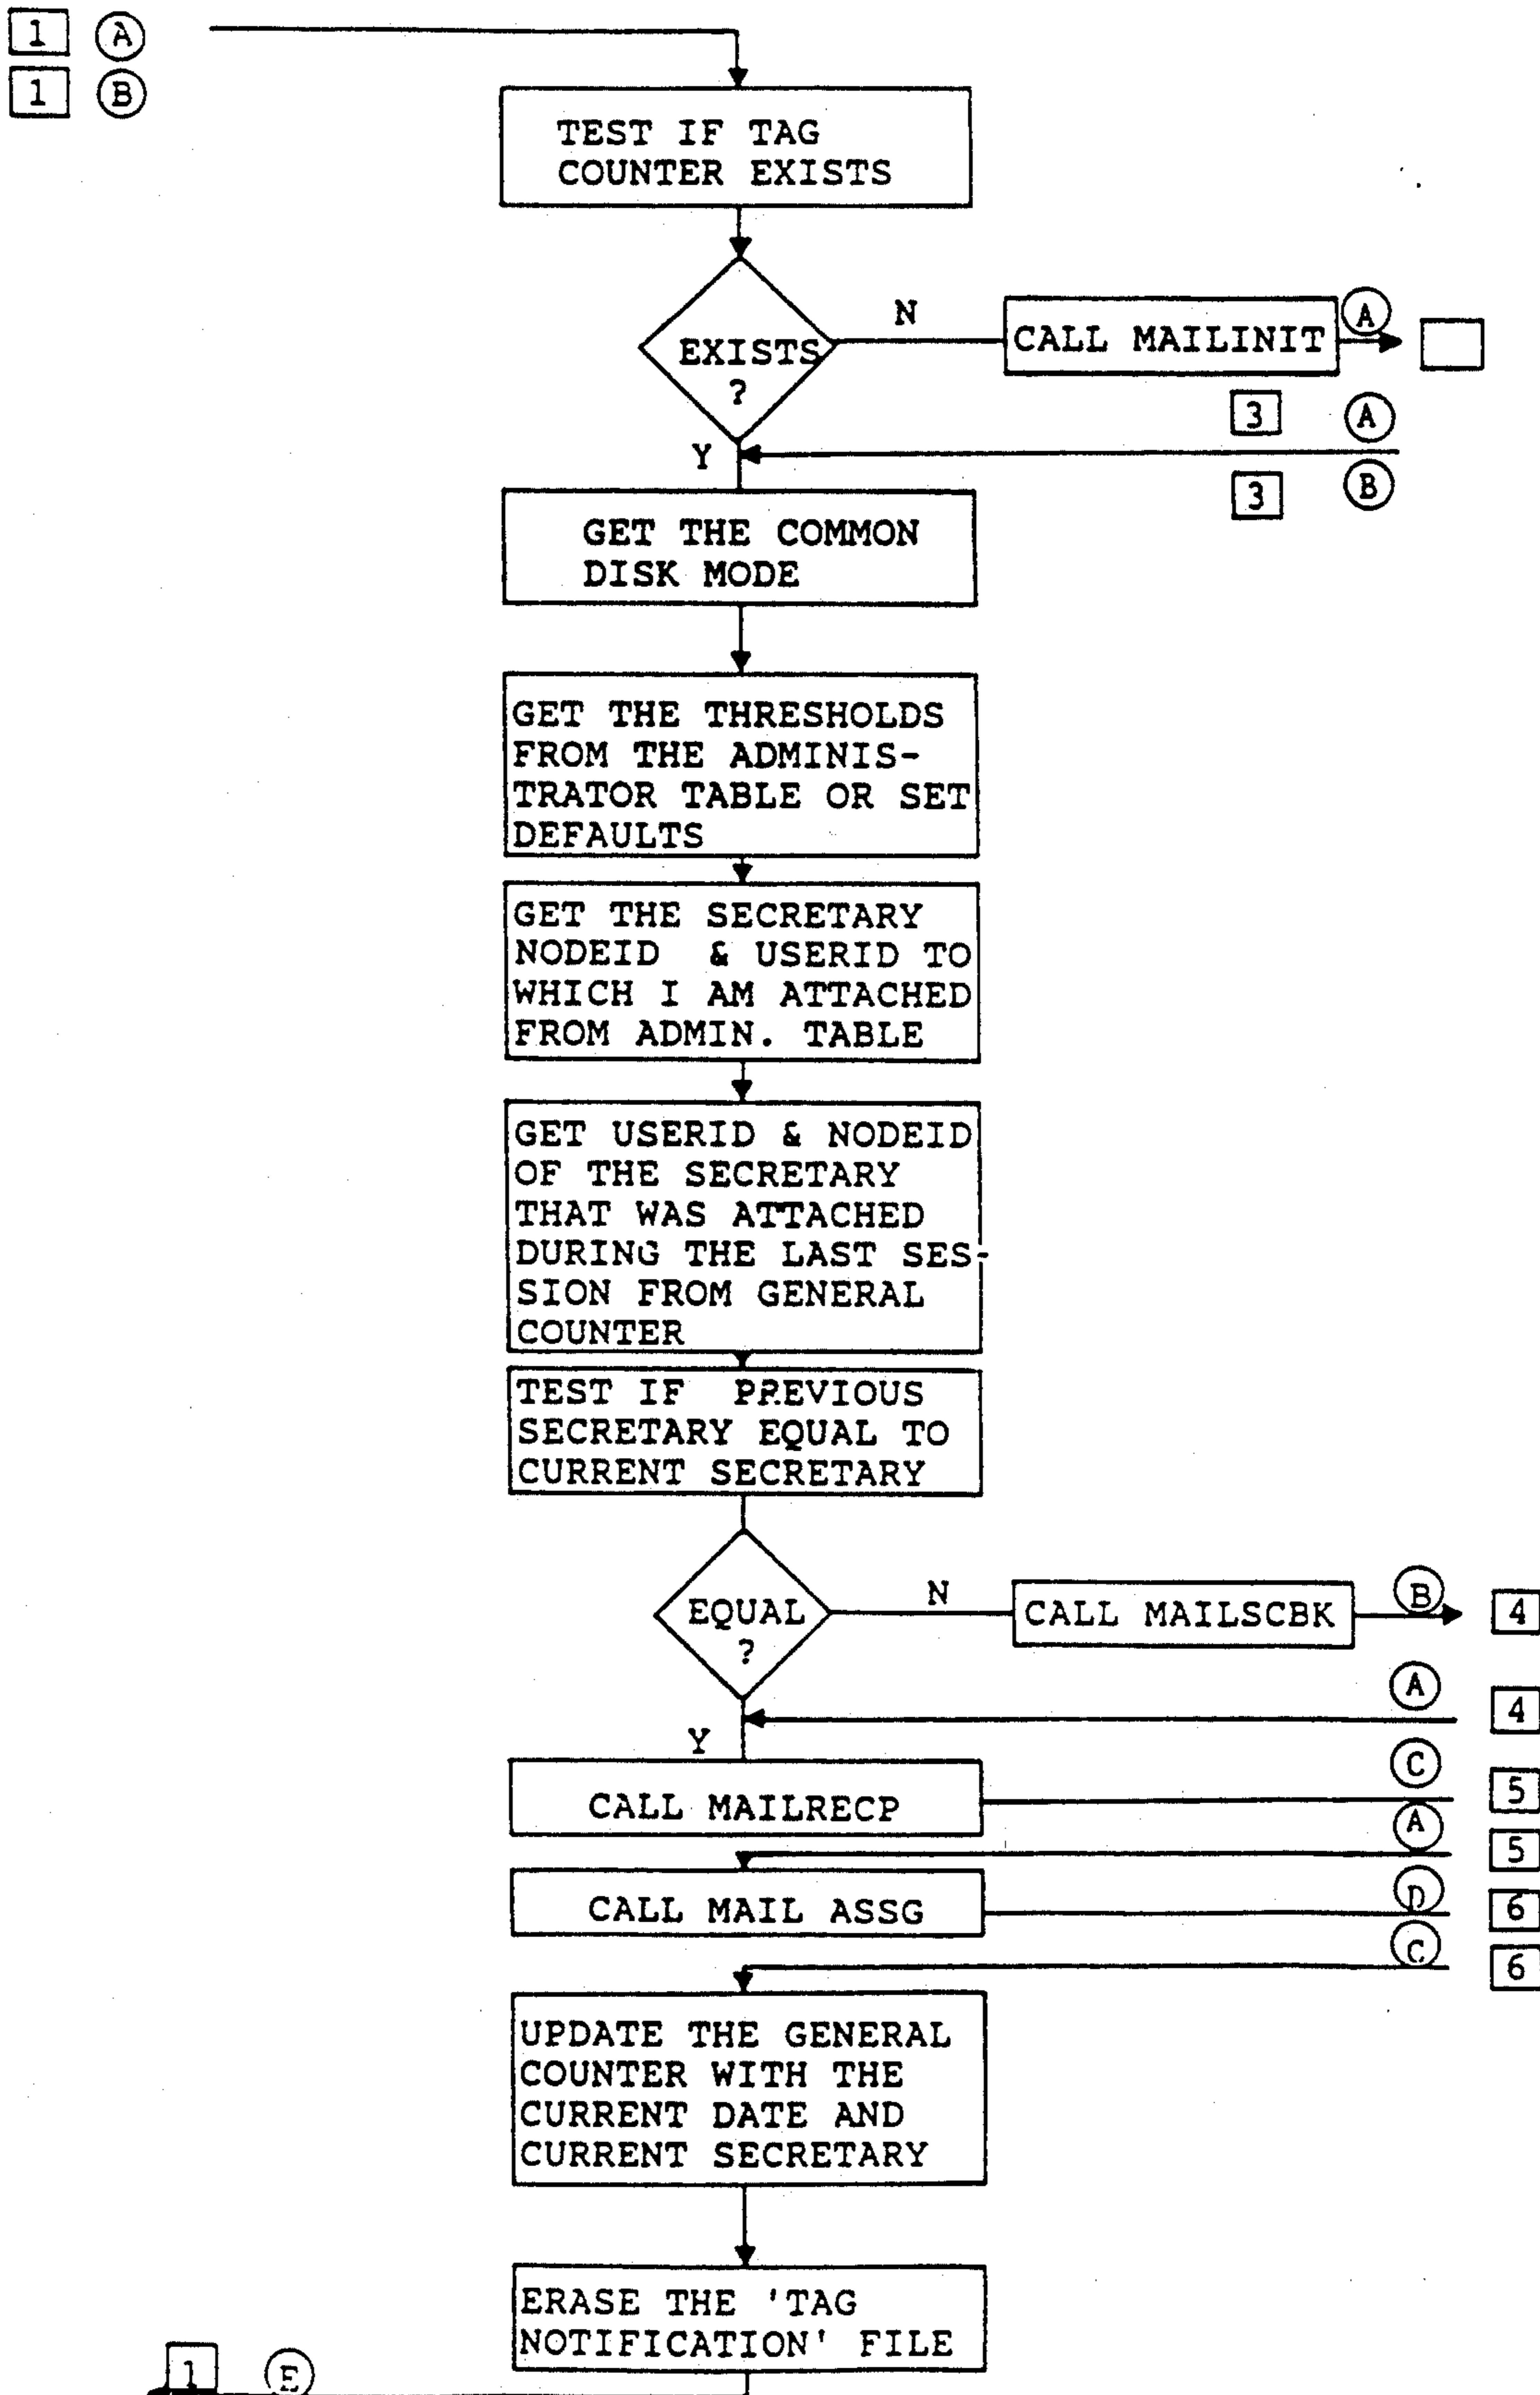 1 A
1 B
TEST IF TAG
COUNTER EXISTS
EXISTS
?
N
CALL MAILINIT
A
3 A
Y
3 B
GET THE COMMON
DISK MODE
GET THE THRESHOLDS
FROM THE ADMINIS-
TRATOR TABLE OR SET
DEFAULTS
GET THE SECRETARY
NODEID & USERID TO
WHICH I AM ATTACHED
FROM ADMIN. TABLE
GET USERID & NODEID
OF THE SECRETARY
THAT WAS ATTACHED
DURING THE LAST SES-
SION FROM GENERAL
COUNTER
TEST IF PREVIOUS
SECRETARY EQUAL TO
CURRENT SECRETARY
EQUAL
?
N
CALL MAILSCBK
B
4
A
4
Y
CALL MAILRECP
C
5
A
5
CALL MAIL ASSG
D
6
C
6
UPDATE THE GENERAL
COUNTER WITH THE
CURRENT DATE AND
CURRENT SECRETARY
ERASE THE 'TAG
NOTIFICATION' FILE
1 E